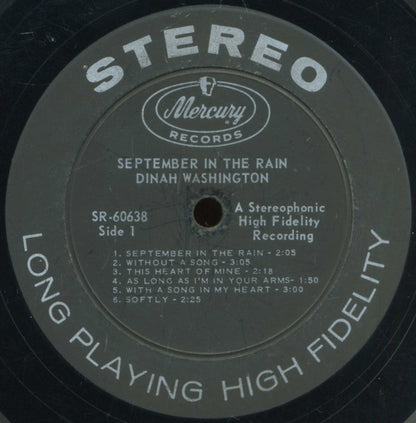 STEREO
Mercury
RECORDS
SEPTEMBER IN THE RAIN
DINAH WASHINGTON
SR-60638
Side 1
A Stereophonic
High Fidelity
Recording
1. SEPTEMBER IN THE RAIN - 2:05
2. WITHOUT A SONG - 3:05
3. THIS HEART OF MINE - 2:18
4. AS LONG AS I'M IN YOUR ARMS- 1:50
5. WITH A SONG IN MY HEART - 3:00
6. SOFTLY - 2:25
LONG PLAYING HIGH FIDELITY